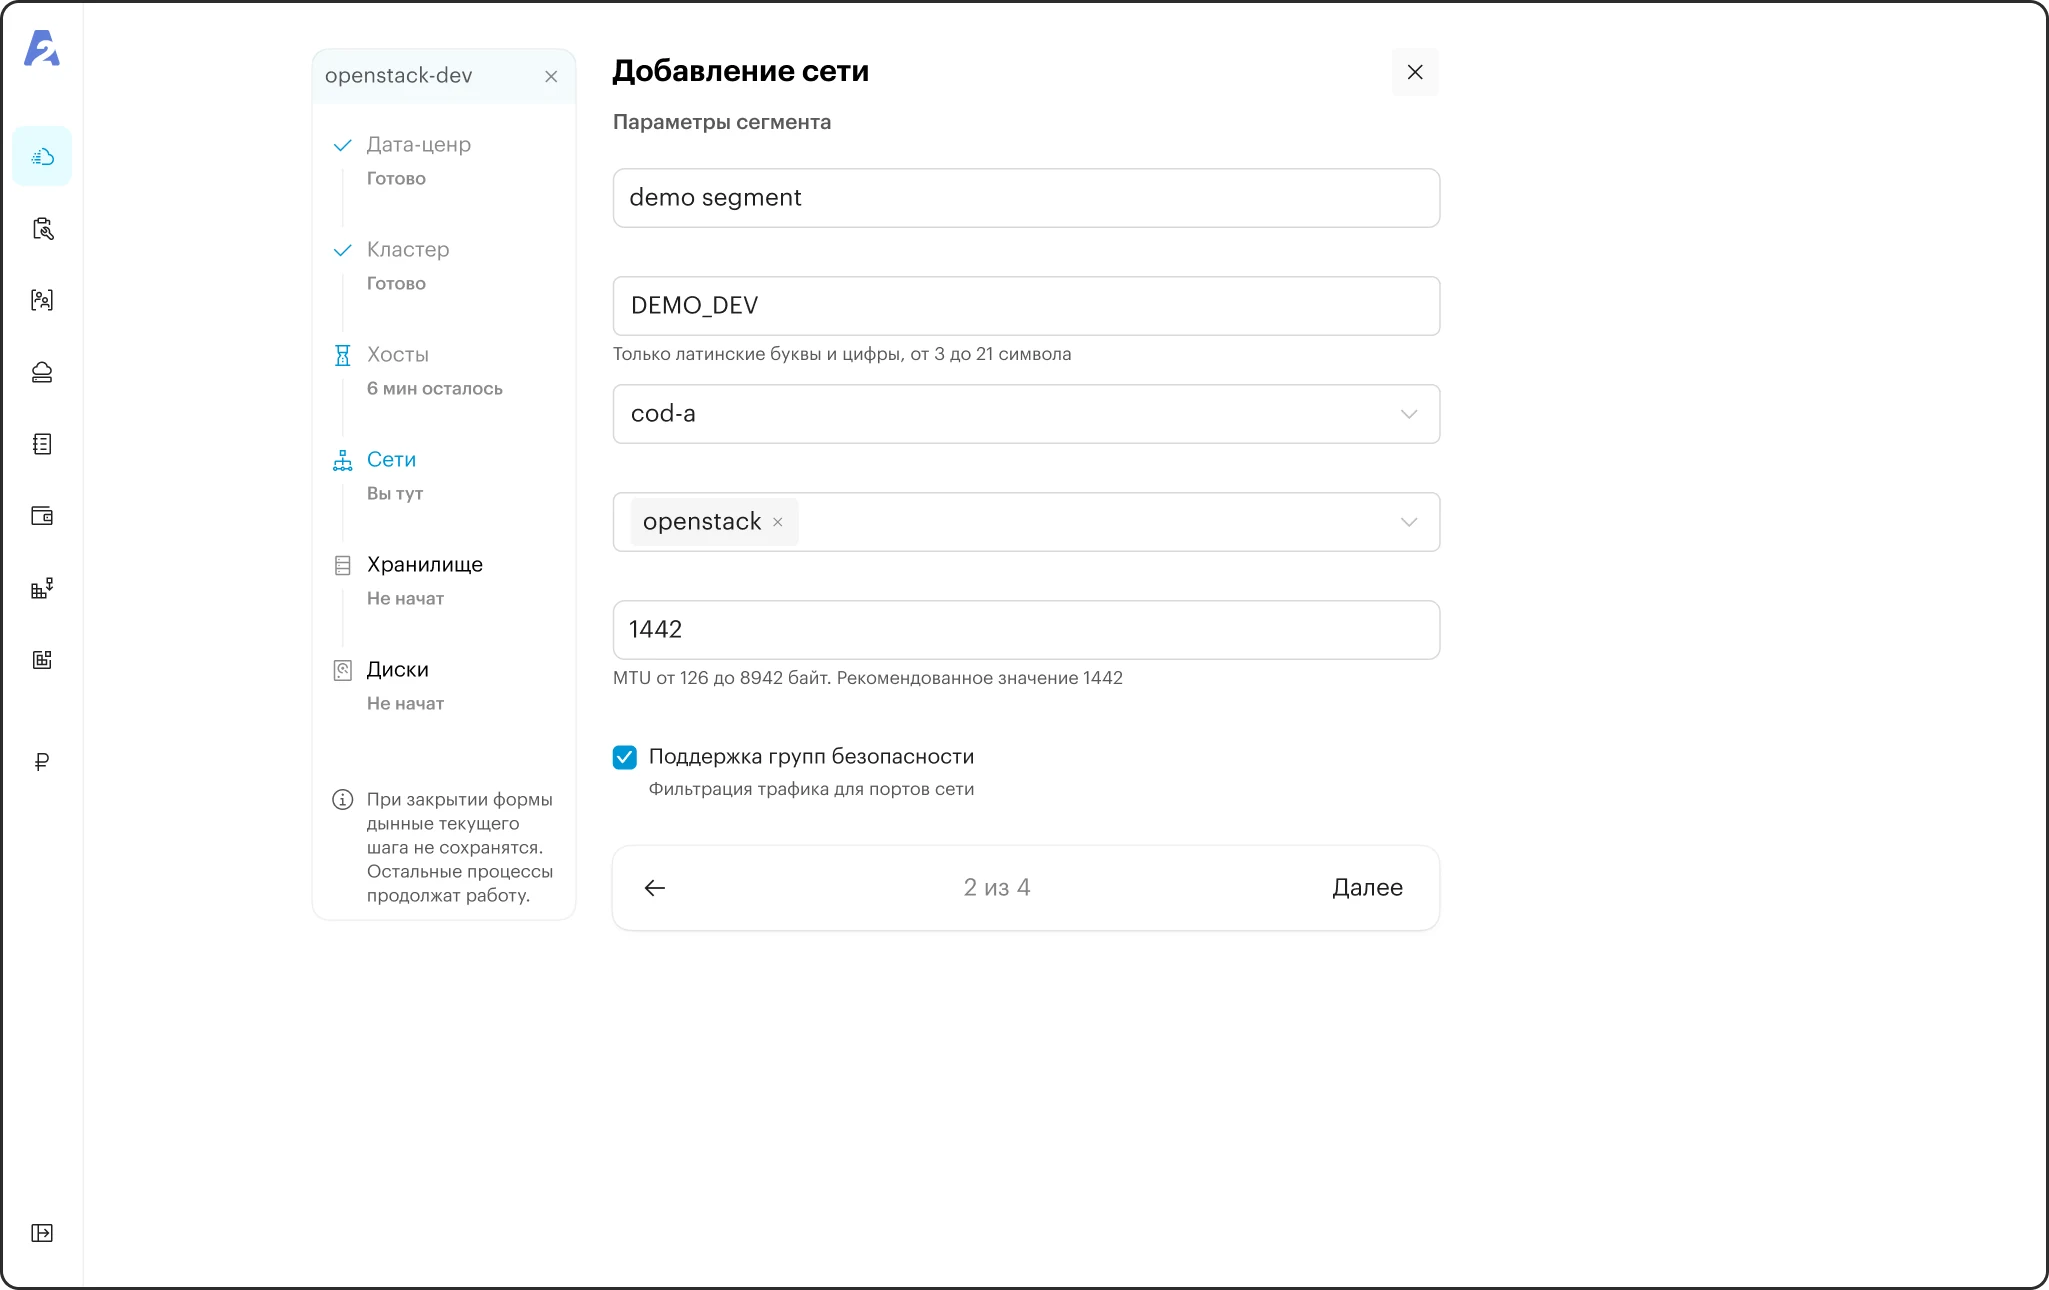 openstack-dev
Дата-ценр
Готово
Кластер
Готово
Хосты
6 мин осталось
Сети
Вы тут
Хранилище
Не начат
Диски
Не начат
При закрытии формы
дынные текущего
шага не сохранятся.
Остальные процессы
продолжат работу.
Добавление сети
Параметры сегмента
demo segment
DEMO_DEV
Только латинские буквы и цифры, от 3 до 21 символа
cod-a
openstack
1442
MTU от 126 до 8942 байт. Рекомендованное значение 1442
Поддержка групп безопасности
Фильтрация трафика для портов сети
2 из 4
Далее